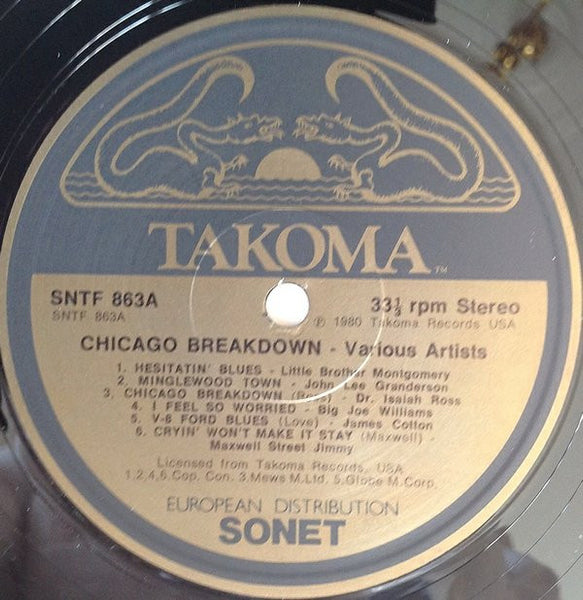 TAKOMA™
SNTF 863A 33⅓ rpm Stereo
SNTF 863A ℗ 1980 Takoma Records USA
CHICAGO BREAKDOWN - Various Artists
1. HESITATIN' BLUES - Little Brother Montgomery
2. MINGLEWOOD TOWN - John Lee Granderson
3. CHICAGO BREAKDOWN (Ross) - Dr. Isaiah Ross
4. I FEEL SO WORRIED - Big Joe Williams
5. V-8 FORD BLUES (Love) - James Cotton
6. CRYIN' WON'T MAKE IT STAY (Maxwell) -
Maxwell Street Jimmy
Licensed from Takoma Records, USA
1,2,4,6.Cop. Con. 3.Mews M.Ltd. 5.Globe M.Corp.
EUROPEAN DISTRIBUTION
SONET